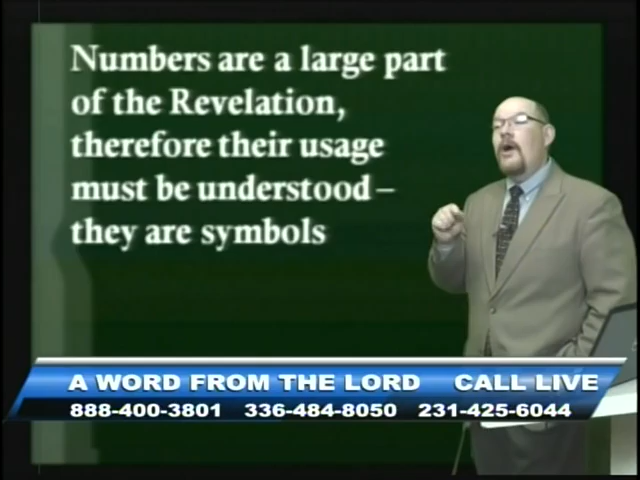 Numbers are a large part
of the Revelation,
therefore their usage
must be understood –
they are symbols
A WORD FROM THE LORD CALL LIVE
888-400-3801 336-484-8050 231-425-6044